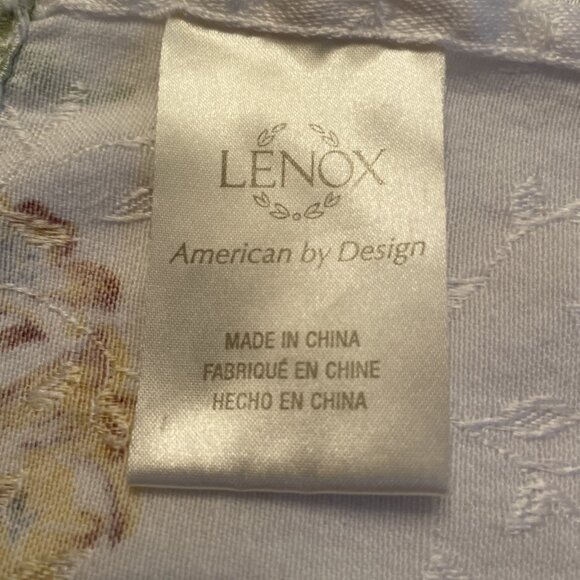 LENOX
American by Design
MADE IN CHINA
FABRIQUÉ EN CHINE
HECHO EN CHINA